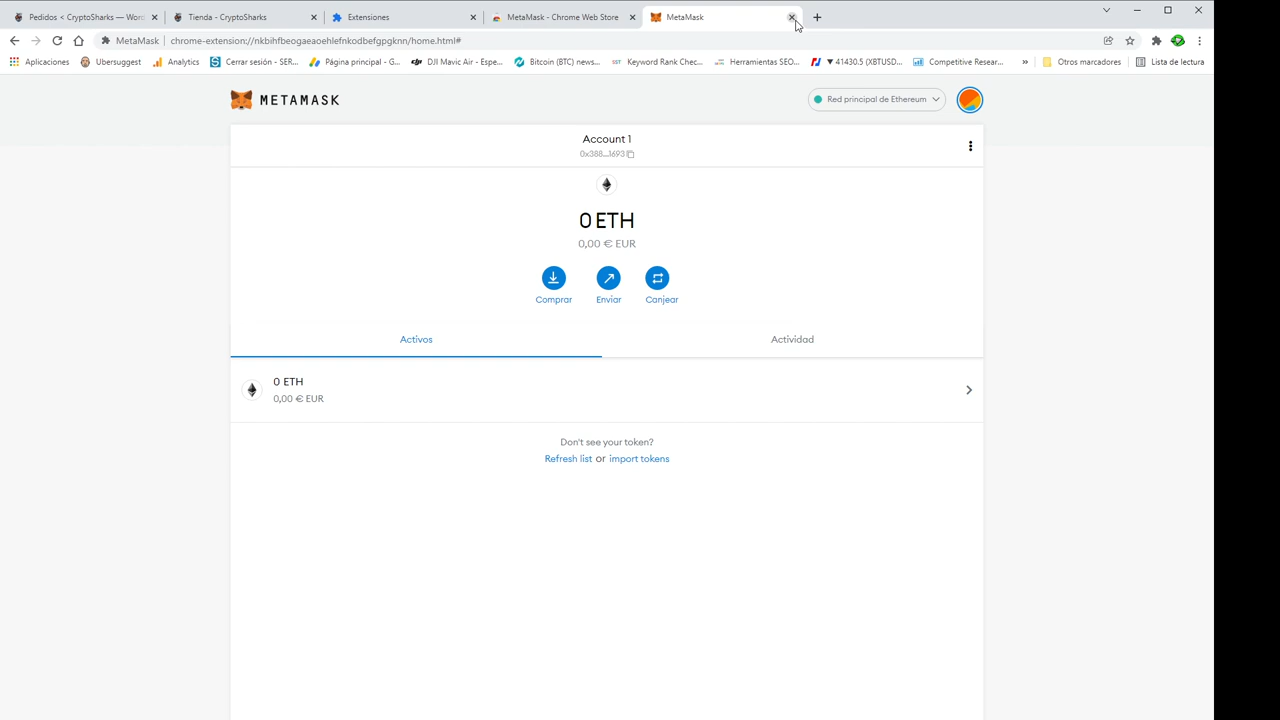 Pedidos < CryptoSharks — Word
Tienda - CryptoSharks
Extensiones
MetaMask - Chrome Web Store
MetaMask
MetaMask
chrome-extension://nkbihfbeogaeaoehlefnkodbefgpgknn/home.html#
Aplicaciones
Ubersuggest
Analytics
Cerrar sesión - SER...
Página principal - G...
DJI Mavic Air - Espe...
Bitcoin (BTC) news...
Keyword Rank Chec...
Herramientas SEO...
▼ 41430.5 (XBTUSD...
Competitive Resear...
»
Otros marcadores
Lista de lectura
METAMASK
Red principal de Ethereum
Account 1
0x388...1693
0 ETH
0,00 € EUR
Comprar
Enviar
Canjear
Activos
Actividad
0 ETH
0,00 € EUR
Don't see your token?
Refresh list or import tokens